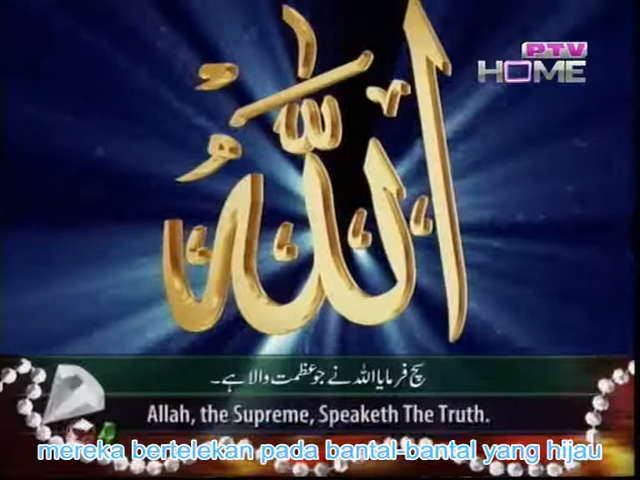 PTV
HOME
اللّٰهُ
سچ فرمایا اللہ نے جو عظمت والا ہے۔
Allah, the Supreme, Speaketh The Truth.
mereka bertelekan pada bantal-bantal yang hijau